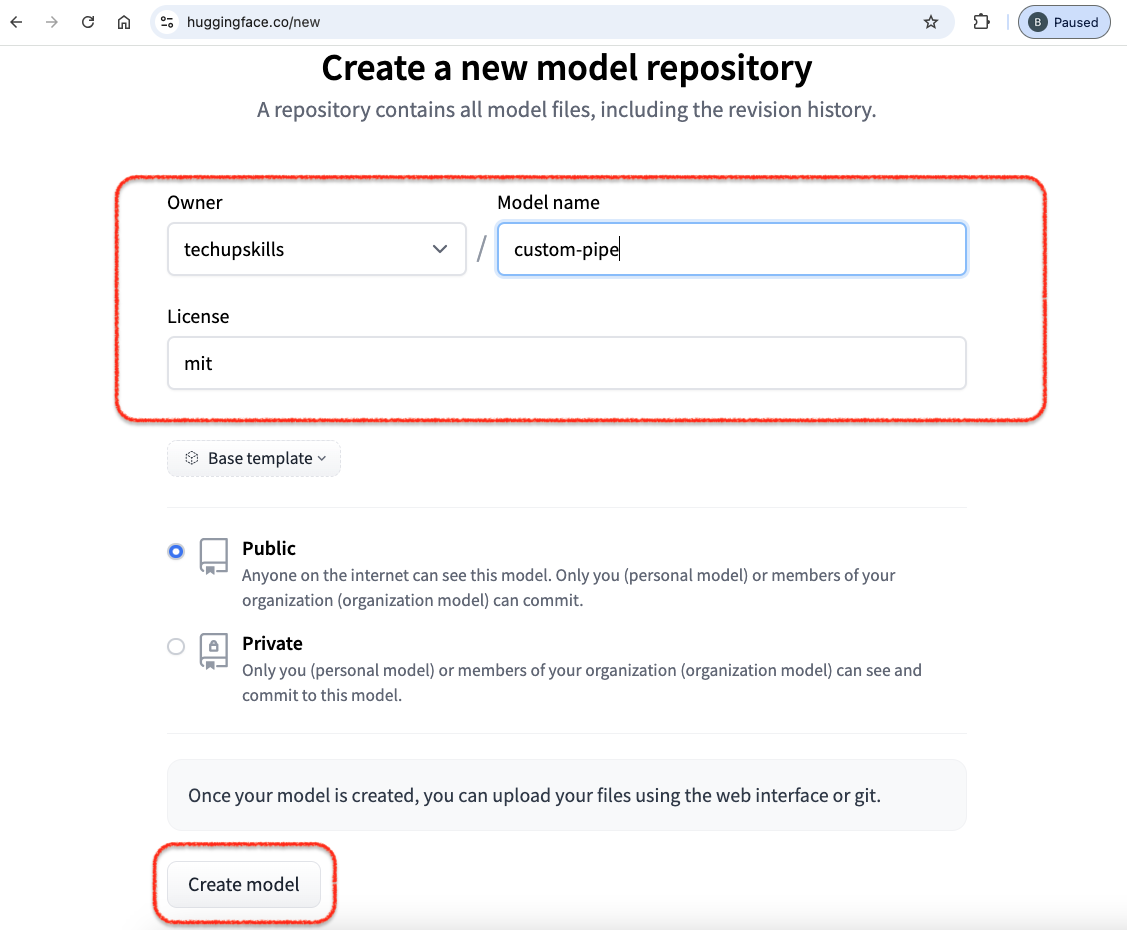 huggingface.co/new
B Paused
Create a new model repository
A repository contains all model files, including the revision history.
Owner
Model name
techupskills / custom-pipe
License
mit
Base template
Public
Anyone on the internet can see this model. Only you (personal model) or members of your
organization (organization model) can commit.
Private
Only you (personal model) or members of your organization (organization model) can see and
commit to this model.
Once your model is created, you can upload your files using the web interface or git.
Create model